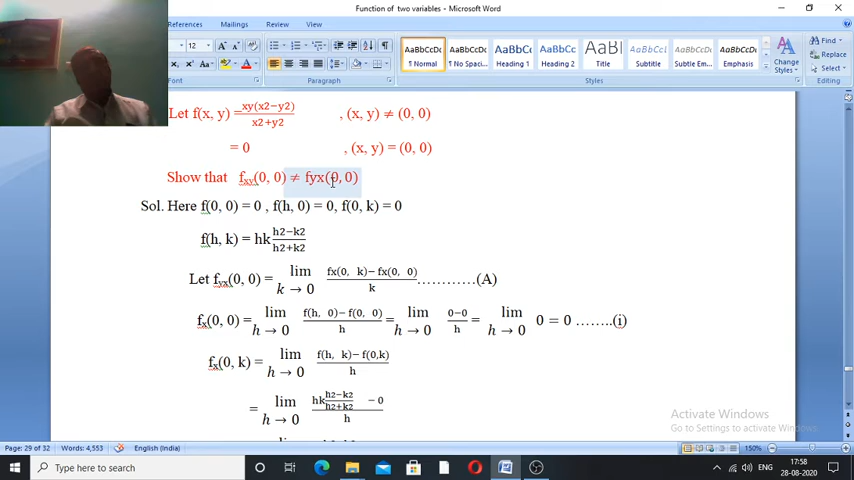 Function of two variables - Microsoft Word
References Mailings Review View
12
Find
Replace
Select
AaBbCcDc AaBbCcDc AaBbCc AaBbCc AaBl AaBbCc. AaBbCcDc AaBbCcDc
¶ Normal ¶ No Spaci... Heading 1 Heading 2 Title Subtitle Subtle Em... Emphasis
Change Styles
Font Paragraph Styles Editing
Let f(x, y) = xy(x2−y2)/x2+y2 , (x, y) ≠ (0, 0)
= 0 , (x, y) = (0, 0)
Show that fxy(0, 0) ≠ fyx(0, 0)
Sol. Here f(0, 0) = 0 , f(h, 0) = 0, f(0, k) = 0
f(h, k) = hk h2−k2/h2+k2
Let fyx(0, 0) = lim k → 0 fx(0, k)−fx(0, 0)/k …………(A)
fx(0, 0) = lim h → 0 f(h, 0)−f(0, 0)/h = lim h → 0 0−0/h = lim h → 0 0 = 0 ……..(i)
fx(0, k) = lim h → 0 f(h, k)−f(0,k)/h
= lim h → 0 hk h2−k2/h2+k2 −0/h
Activate Windows
Go to Settings to activate Windows.
Page: 29 of 32 Words: 4,553 English (India) 150%
Type here to search
ENG
17:58
28-08-2020